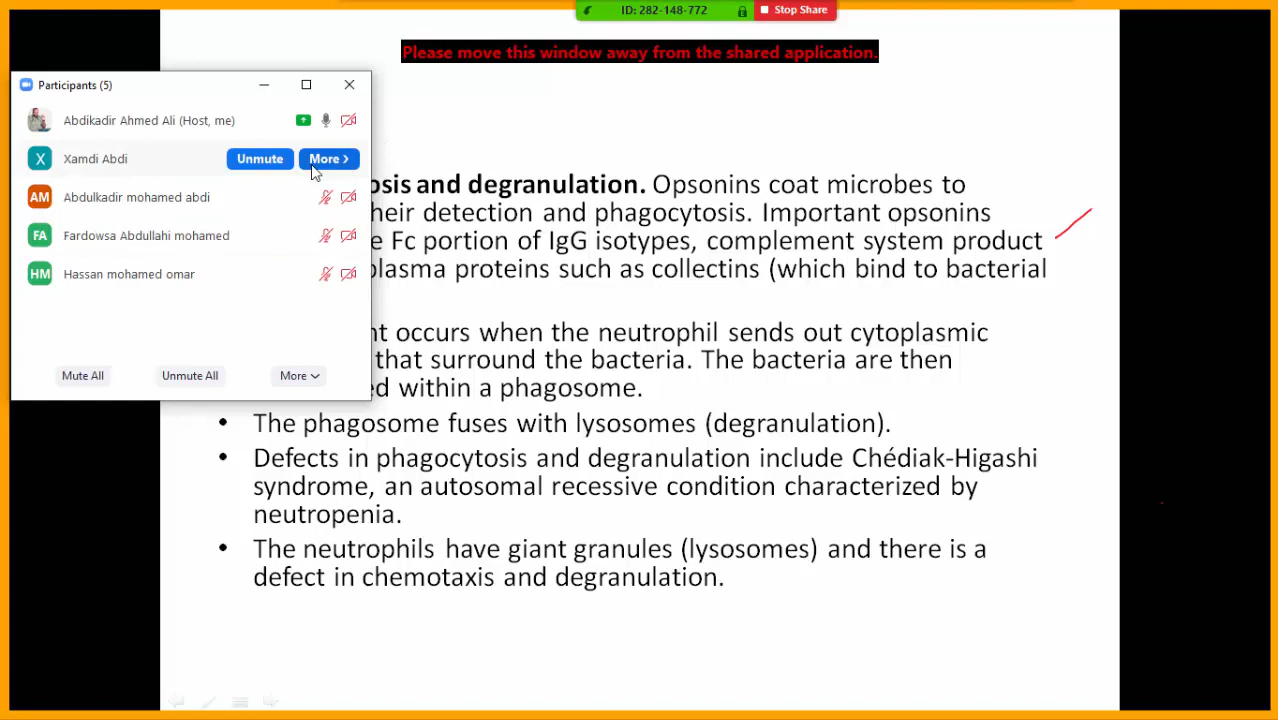 ID: 282-148-772
Stop Share
Please move this window away from the shared application.
Participants (5)
Abdikadir Ahmed Ali (Host, me)
X Xamdi Abdi Unmute More
AM Abdulkadir mohamed abdi
FA Fardowsa Abdullahi mohamed
HM Hassan mohamed omar
Mute All Unmute All More
osis and degranulation. Opsonins coat microbes to
heir detection and phagocytosis. Important opsonins
e Fc portion of IgG isotypes, complement system product
plasma proteins such as collectins (which bind to bacterial
nt occurs when the neutrophil sends out cytoplasmic
that surround the bacteria. The bacteria are then
ed within a phagosome.
• The phagosome fuses with lysosomes (degranulation).
• Defects in phagocytosis and degranulation include Chédiak-Higashi
syndrome, an autosomal recessive condition characterized by
neutropenia.
• The neutrophils have giant granules (lysosomes) and there is a
defect in chemotaxis and degranulation.